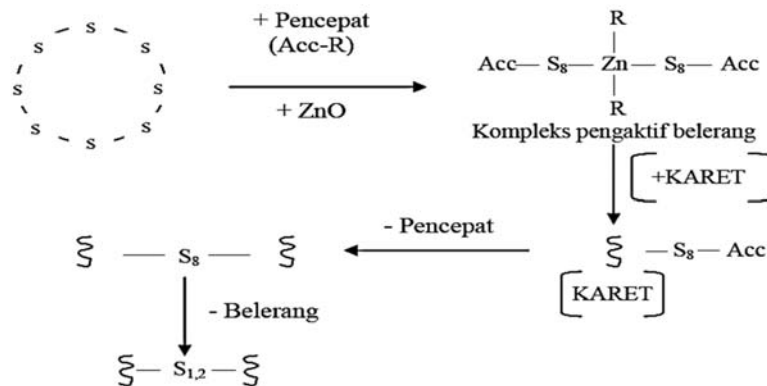 S
S S
S S
S S
S
+ Pencepat
(Acc-R)
+ ZnO
R
Acc — S₈ — Zn — S₈ — Acc
R
Kompleks pengaktif belerang
+KARET
— S₈ — Acc
KARET
- Pencepat
— S₈ —
- Belerang
— S₁,₂ —